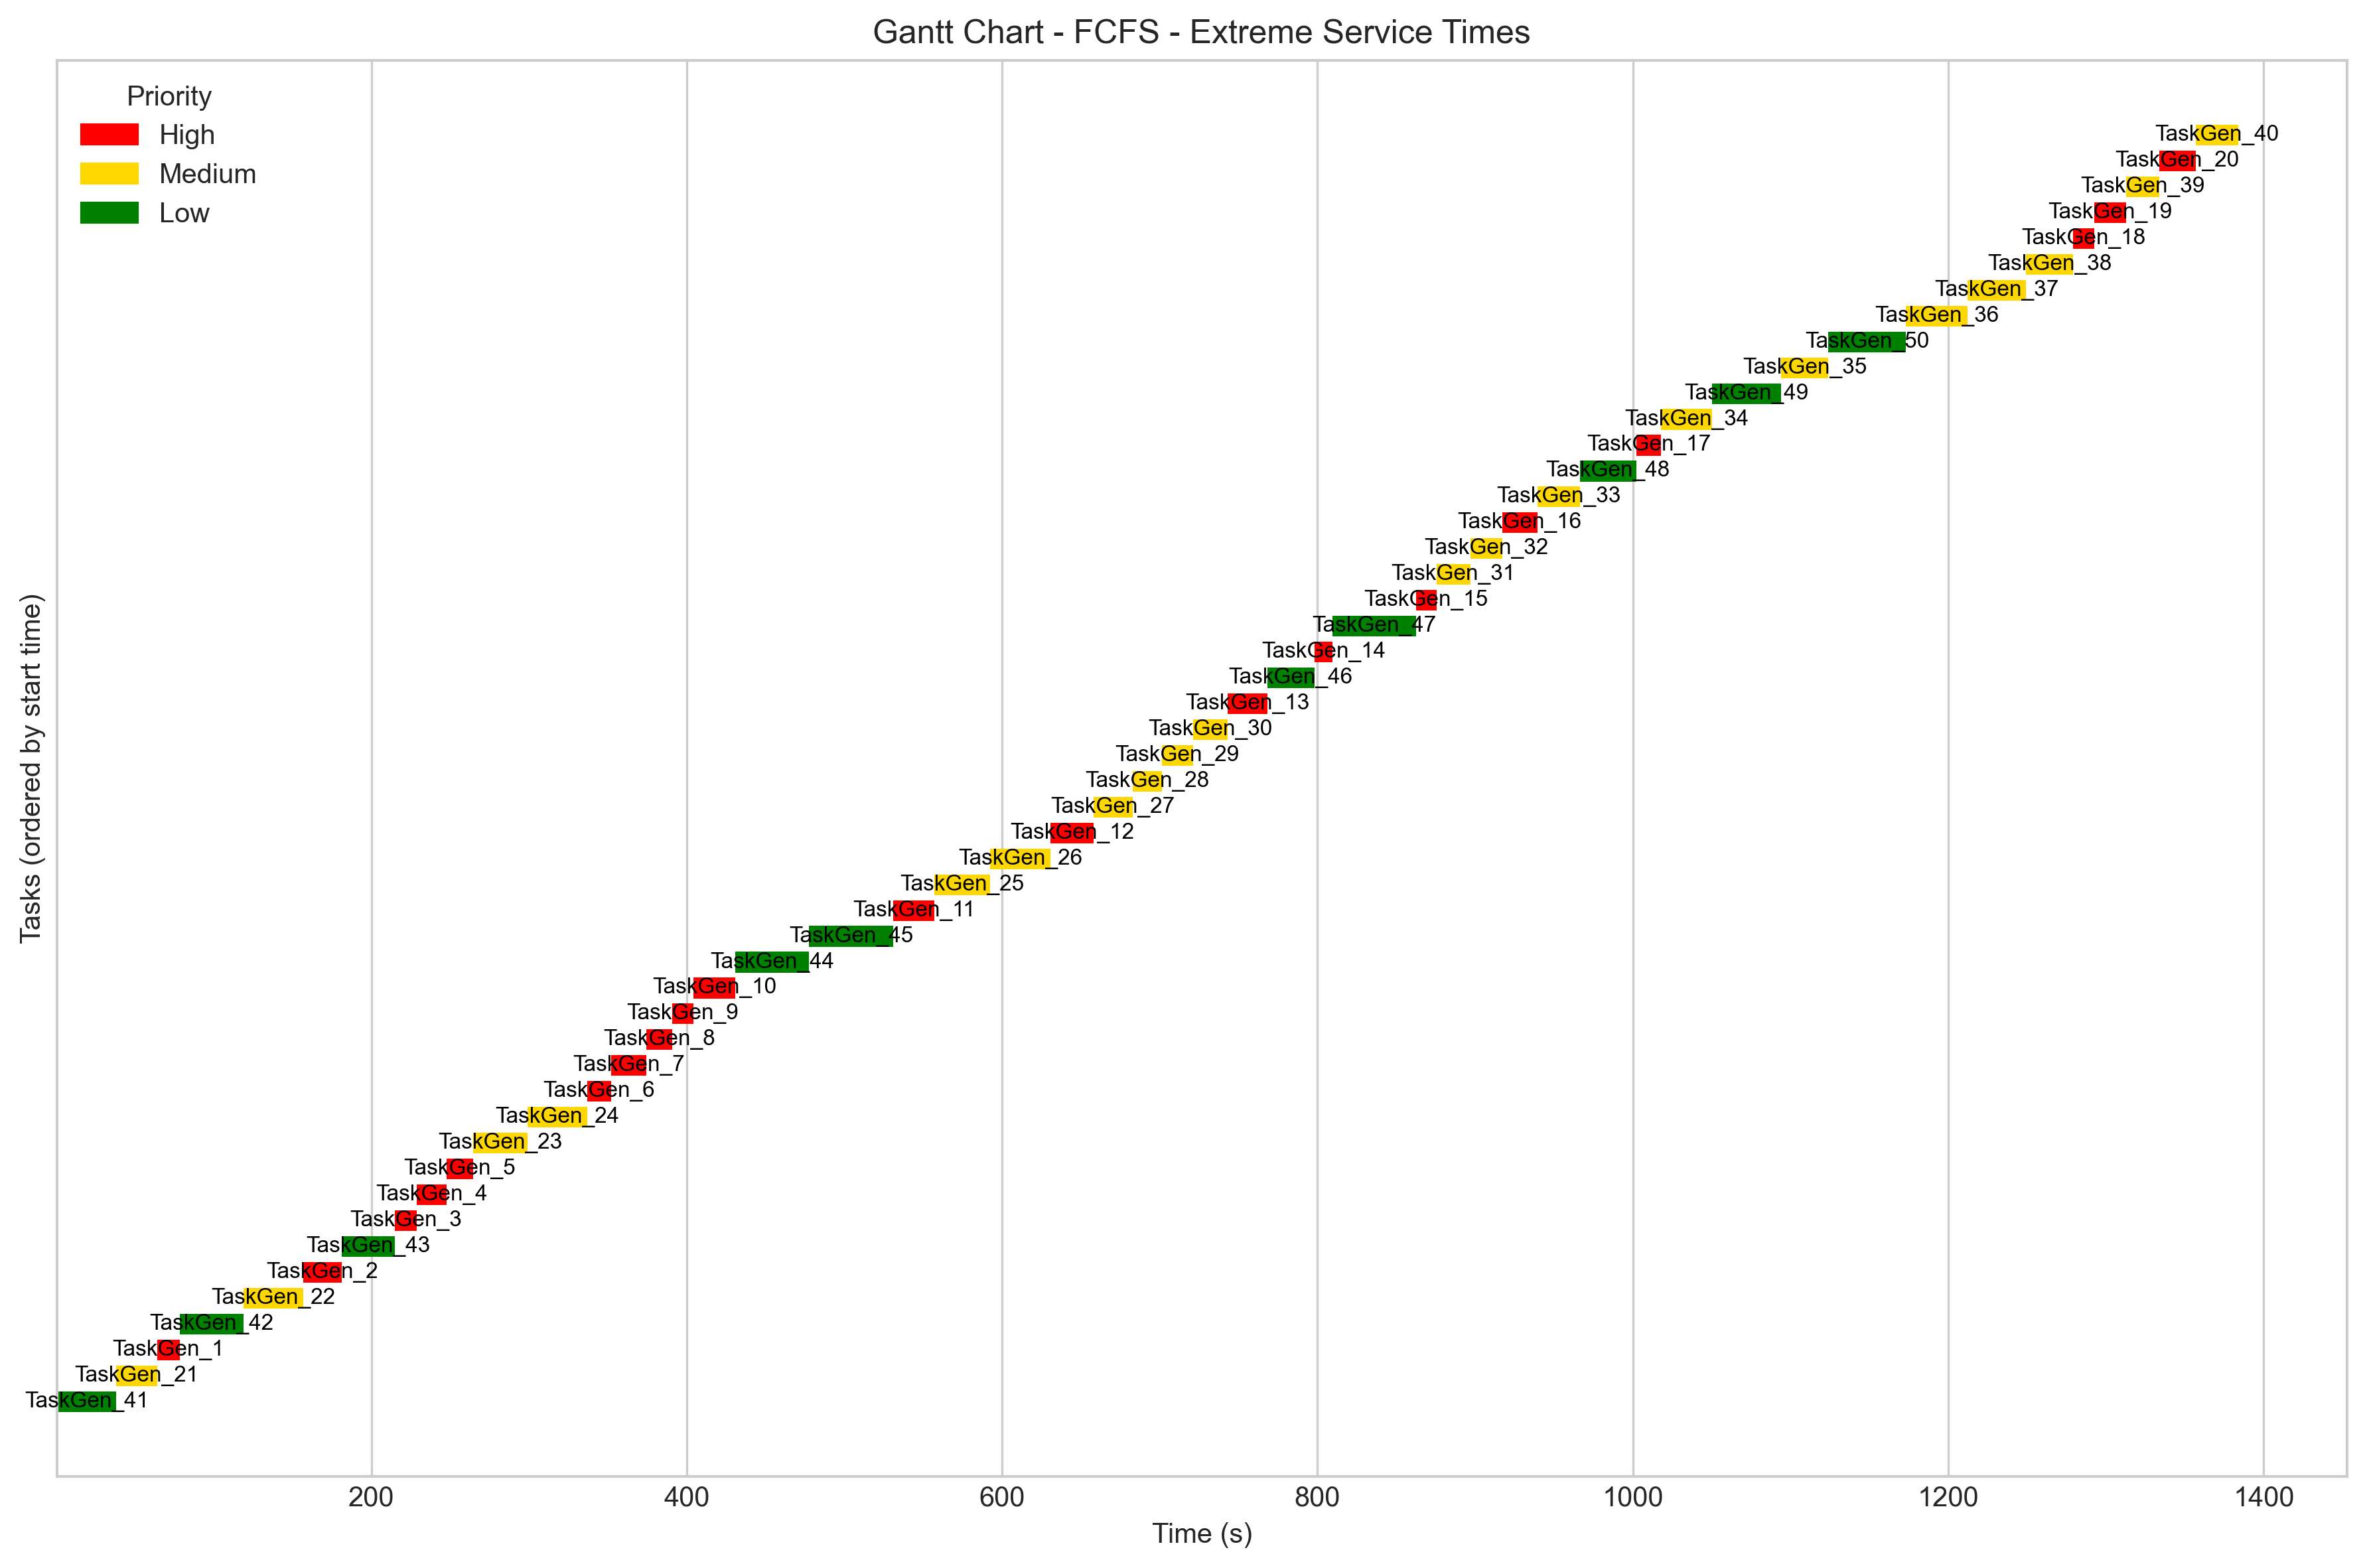 Gantt Chart - FCFS - Extreme Service Times
Priority
High
Medium
Low
TaskGen_40
TaskGen_20
TaskGen_39
TaskGen_19
TaskGen_18
TaskGen_38
TaskGen_37
TaskGen_36
TaskGen_50
TaskGen_35
TaskGen_49
TaskGen_34
TaskGen_17
TaskGen_48
TaskGen_33
TaskGen_16
TaskGen_32
TaskGen_31
TaskGen_15
TaskGen_47
TaskGen_14
TaskGen_46
TaskGen_13
TaskGen_30
TaskGen_29
TaskGen_28
TaskGen_27
TaskGen_12
TaskGen_26
TaskGen_25
TaskGen_11
TaskGen_45
TaskGen_44
TaskGen_10
TaskGen_9
TaskGen_8
TaskGen_7
TaskGen_6
TaskGen_24
TaskGen_23
TaskGen_5
TaskGen_4
TaskGen_3
TaskGen_43
TaskGen_2
TaskGen_22
TaskGen_42
TaskGen_1
TaskGen_21
TaskGen_41
Tasks (ordered by start time)
200 400 600 800 1000 1200 1400
Time (s)